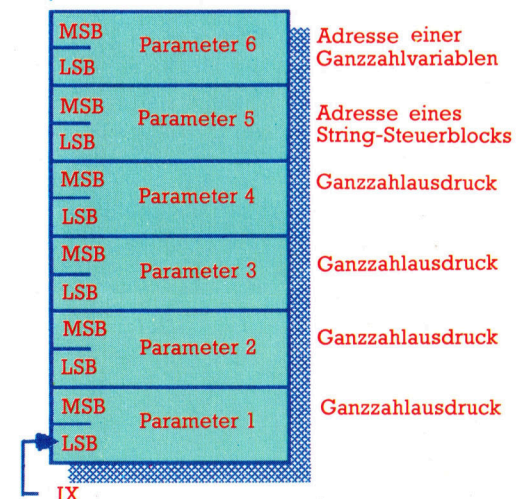 MSB
Parameter 6
LSB
Adresse einer
Ganzzahlvariablen
MSB
Parameter 5
LSB
Adresse eines
String-Steuerblocks
MSB
Parameter 4
LSB
Ganzzahlausdruck
MSB
Parameter 3
LSB
Ganzzahlausdruck
MSB
Parameter 2
LSB
Ganzzahlausdruck
MSB
Parameter 1
LSB
Ganzzahlausdruck
IX